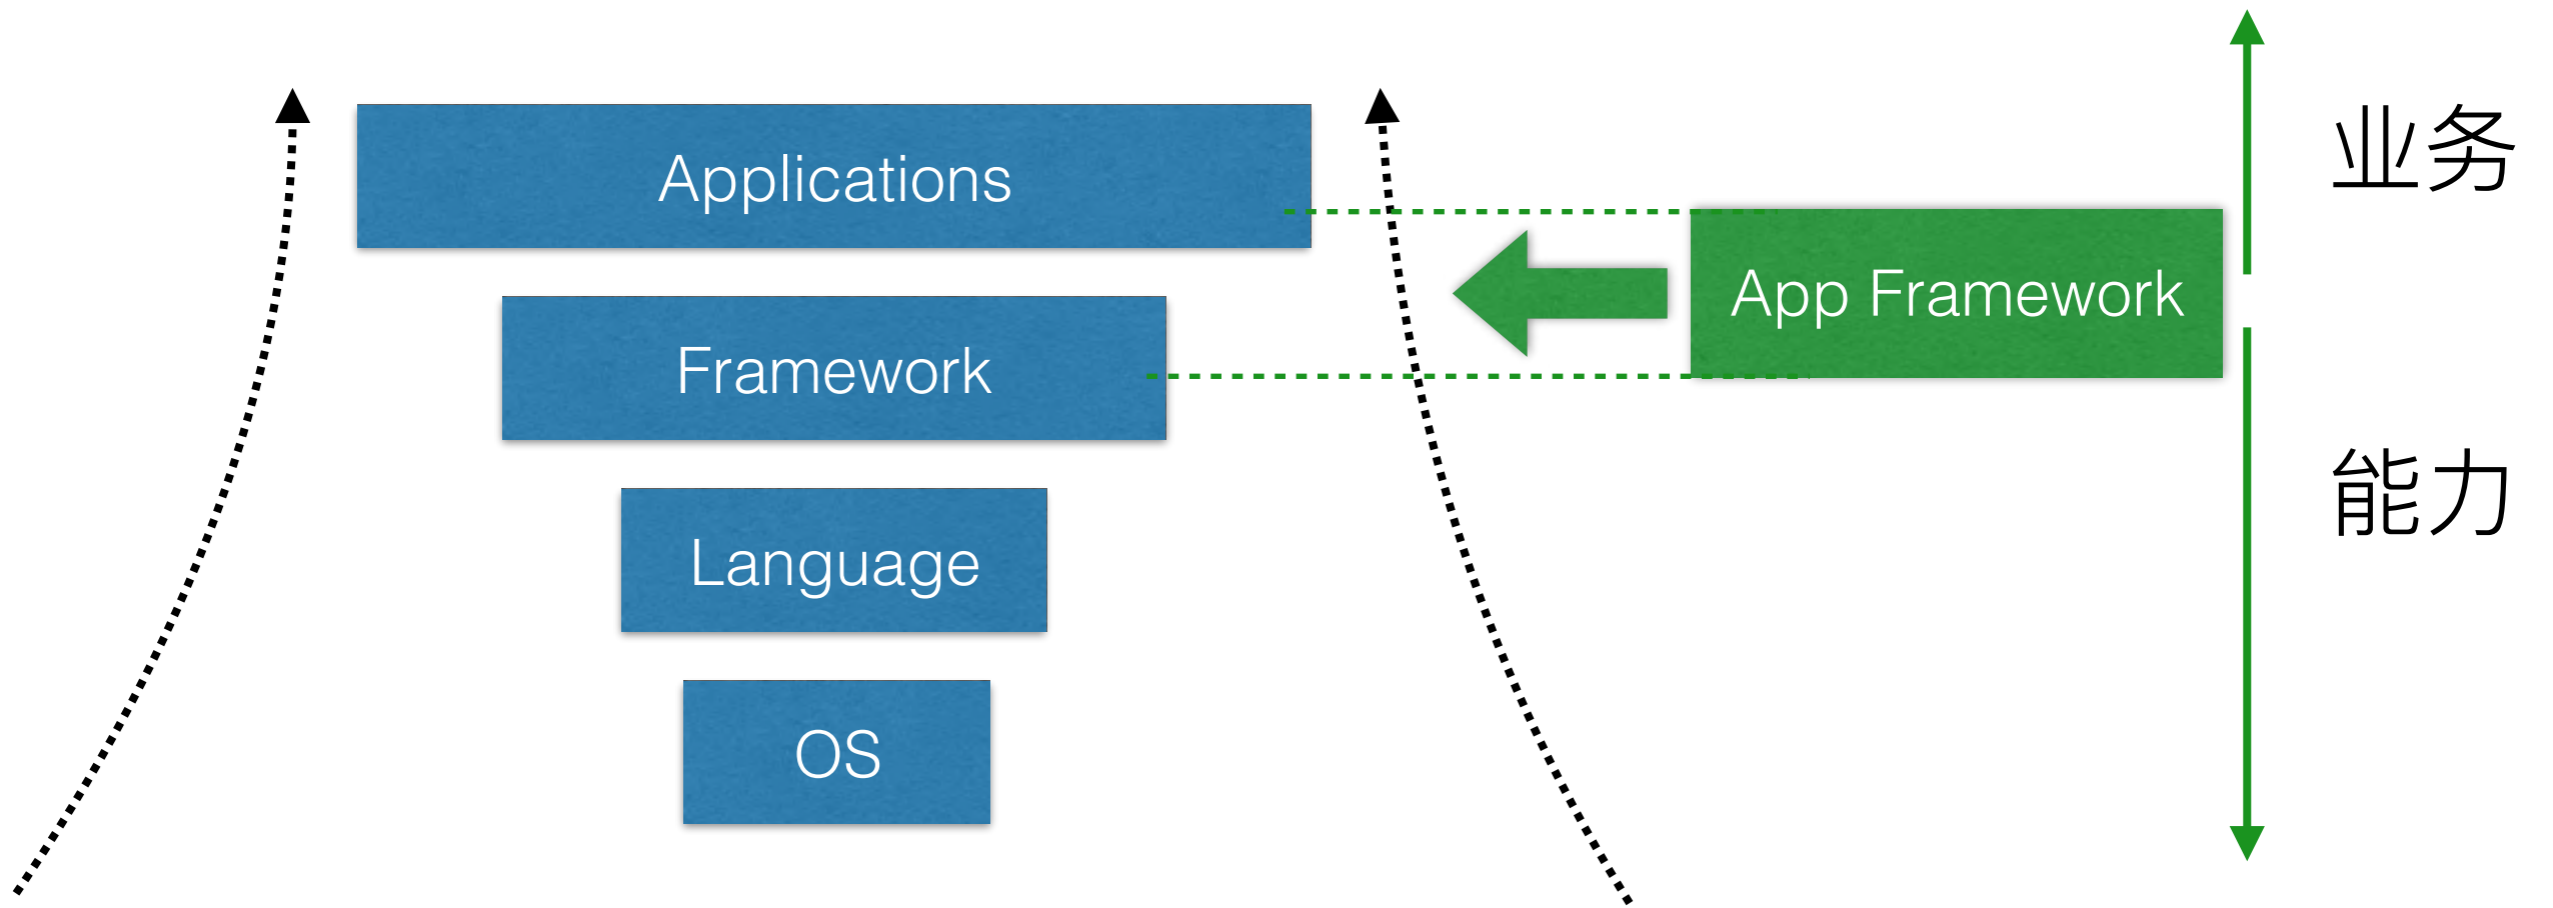 Applications
Framework
Language
OS
App Framework
业务
能力